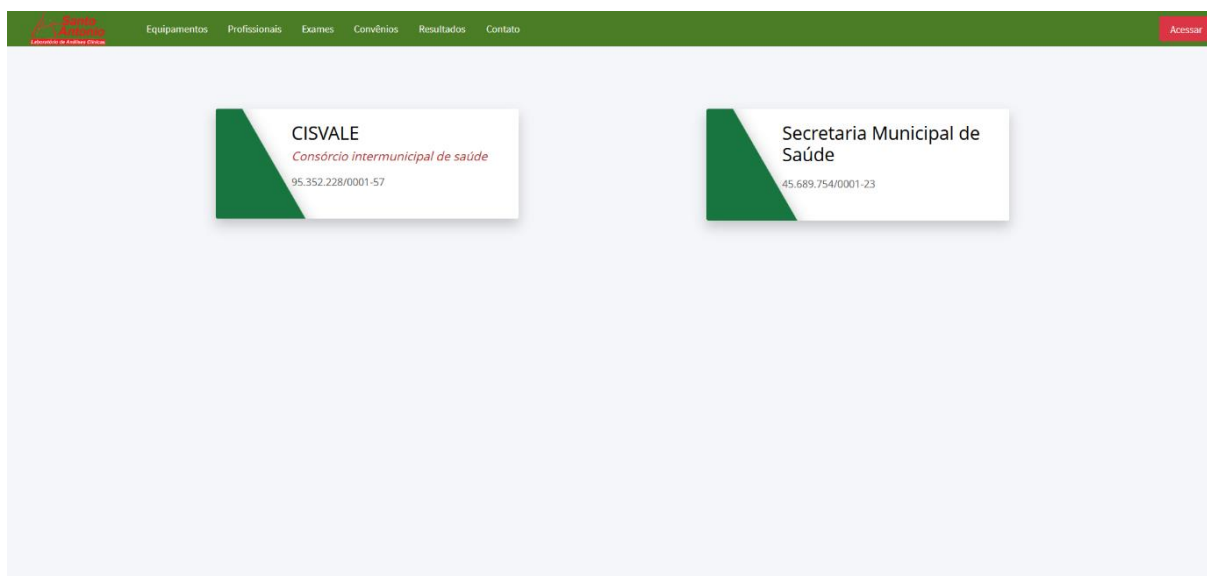 Santo
Antonio
Laboratório de Análises Clínicas
Equipamentos Profissionais Exames Convênios Resultados Contato
Acessar
CISVALE
Consórcio intermunicipal de saúde
95.352.228/0001-57
Secretaria Municipal de
Saúde
45.689.754/0001-23